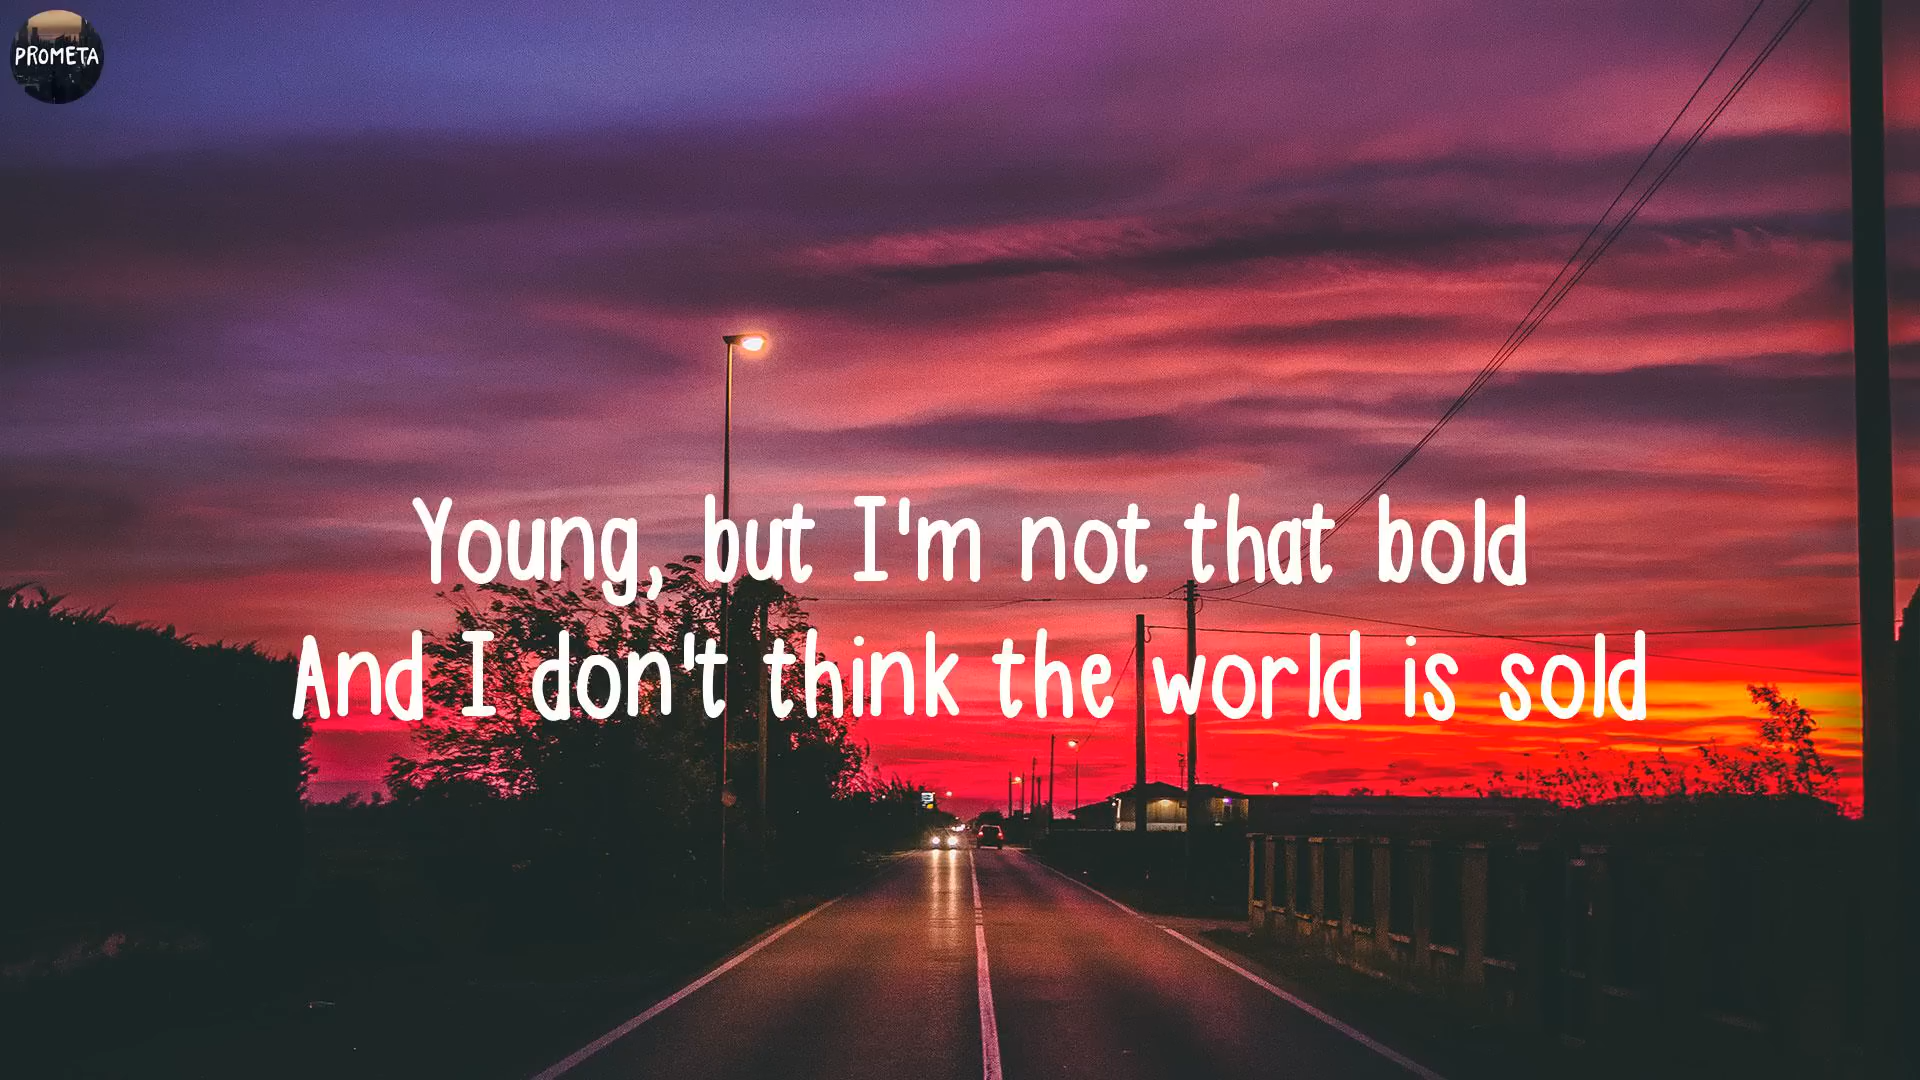 PROMETA
Young, but I'm not that bold
And I don't think the world is sold